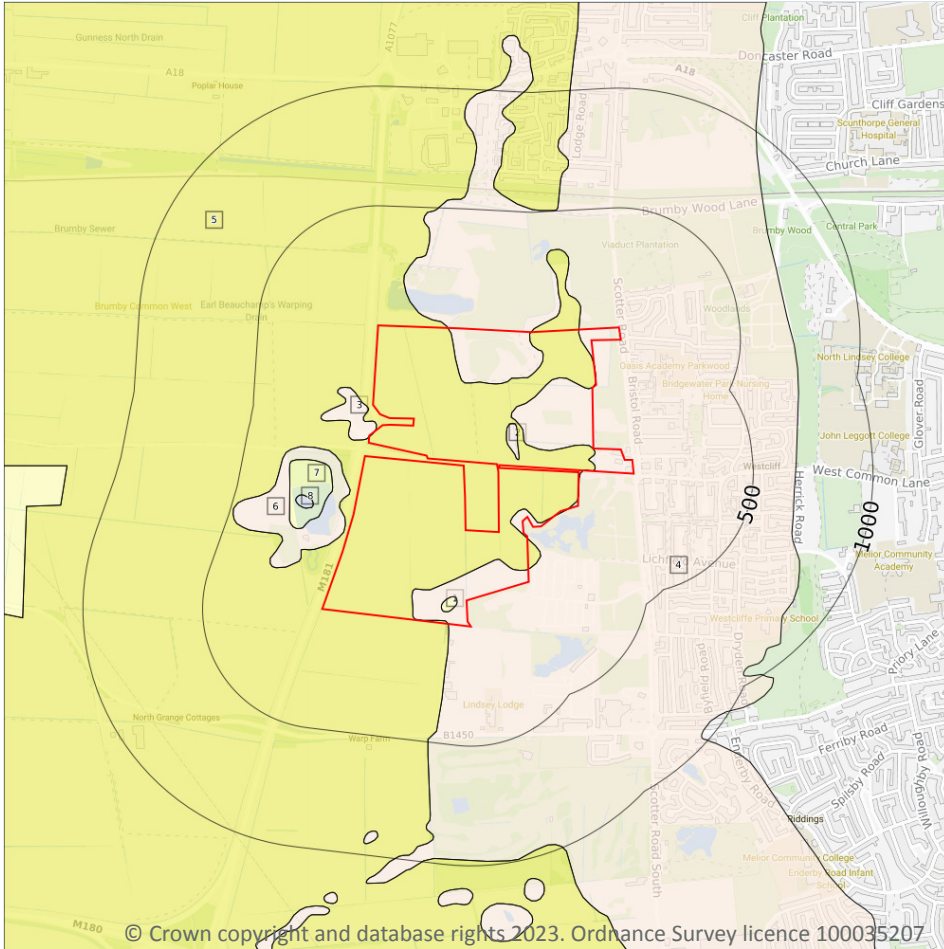 Cliff Plantation
Gunness North Drain
A1077
Doncaster Road
A18
A18
Poplar House
Cliff Gardens
Scunthorpe General
Hospital
Lodge Road
Church Lane
Brumby Wood Lane
5
Brumby Sewer
Brumby Wood
Central Park
Viaduct Plantation
Scotter Road
Brumby Common West
Earl Beauchamp's Warping
Drain
Woodlands
North Lindsey College
Oasis Academy Parkwood
Bridgewater Park Nursing
Home
Bristol Road
Glover Road
3
John Leggott College
Westcliff
West Common Lane
7
8
6
Herrick Road
500
1000
Melior Community
Academy
4
M181
Westcliffe Primary School
Priory Lane
Dryden Road
Byfield Road
Lindsey Lodge
North Grange Cottages
Warp Farm
B1450
Ferriby Road
Enderby Road
Spilsby Road
Willoughby Road
Scotter Road South
Riddings
Melior Community College
Enderby Road Infant
School
M180
© Crown copyright and database rights 2023. Ordnance Survey licence 100035207